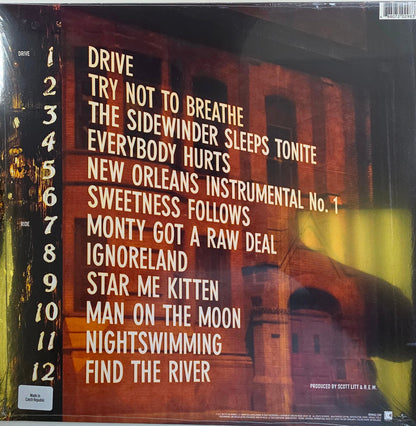 DRIVE
1 DRIVE
2 TRY NOT TO BREATHE
3 THE SIDEWINDER SLEEPS TONITE
4 EVERYBODY HURTS
5 NEW ORLEANS INSTRUMENTAL No. 1
6 SWEETNESS FOLLOWS
RIDE
7 MONTY GOT A RAW DEAL
8 IGNORELAND
9 STAR ME KITTEN
10 MAN ON THE MOON
11 NIGHTSWIMMING
12 FIND THE RIVER
PRODUCED BY SCOTT LITT & R.E.M.
Made in
Czech Republic